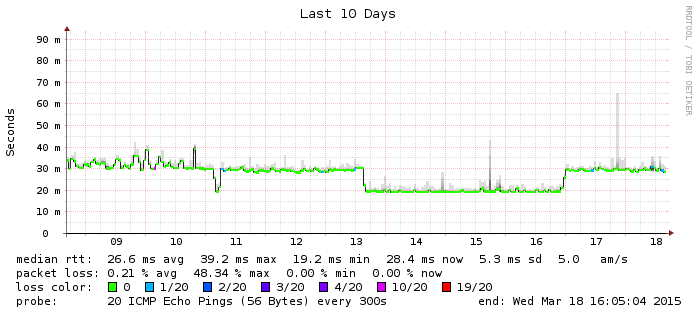 Last 10 Days
RRDTOOL / TOBI OETIKER
Seconds
90 m
80 m
70 m
60 m
50 m
40 m
30 m
20 m
10 m
0
09 10 11 12 13 14 15 16 17 18
median rtt: 26.6 ms avg 39.2 ms max 19.2 ms min 28.4 ms now 5.3 ms sd 5.0 am/s
packet loss: 0.21 % avg 48.34 % max 0.00 % min 0.00 % now
loss color: 0 1/20 2/20 3/20 4/20 10/20 19/20
probe: 20 ICMP Echo Pings (56 Bytes) every 300s end: Wed Mar 18 16:05:04 2015